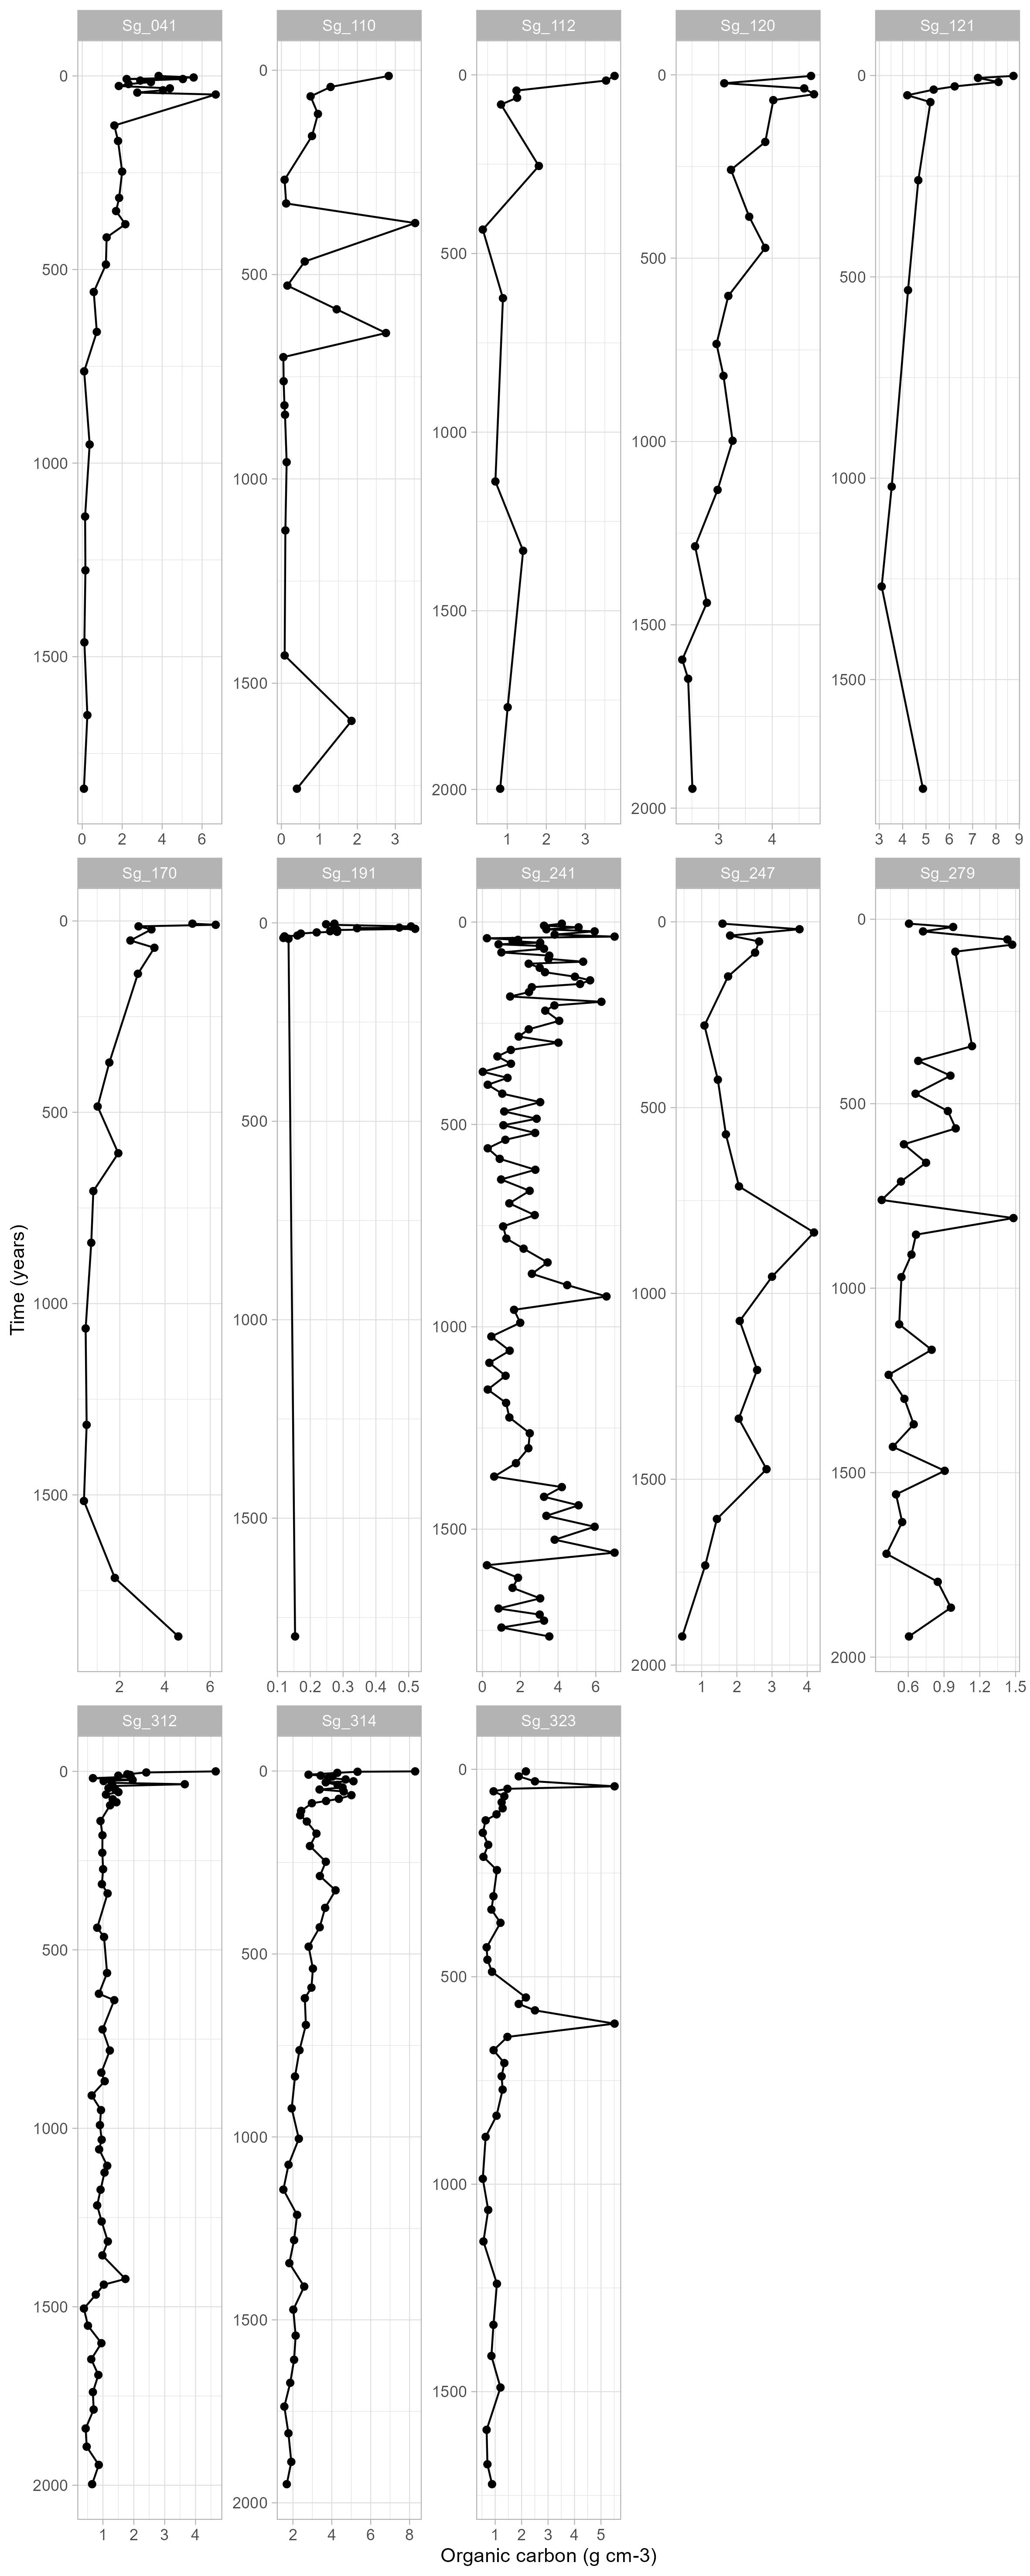 Sg_041 Sg_110 Sg_112 Sg_120 Sg_121
0 500 1000 1500
0 500 1000 1500
0 500 1000 1500 2000
0 500 1000 1500 2000
0 500 1000 1500
0 2 4 6
0 1 2 3
1 2 3
3 4
3 4 5 6 7 8 9
Sg_170 Sg_191 Sg_241 Sg_247 Sg_279
0 500 1000 1500
0 500 1000 1500
0 500 1000 1500
0 500 1000 1500 2000
0 500 1000 1500 2000
2 4 6
0.1 0.2 0.3 0.4 0.5
0 2 4 6
1 2 3 4
0.6 0.9 1.2 1.5
Time (years)
Sg_312 Sg_314 Sg_323
0 500 1000 1500 2000
0 500 1000 1500 2000
0 500 1000 1500
1 2 3 4
2 4 6 8
1 2 3 4 5
Organic carbon (g cm-3)